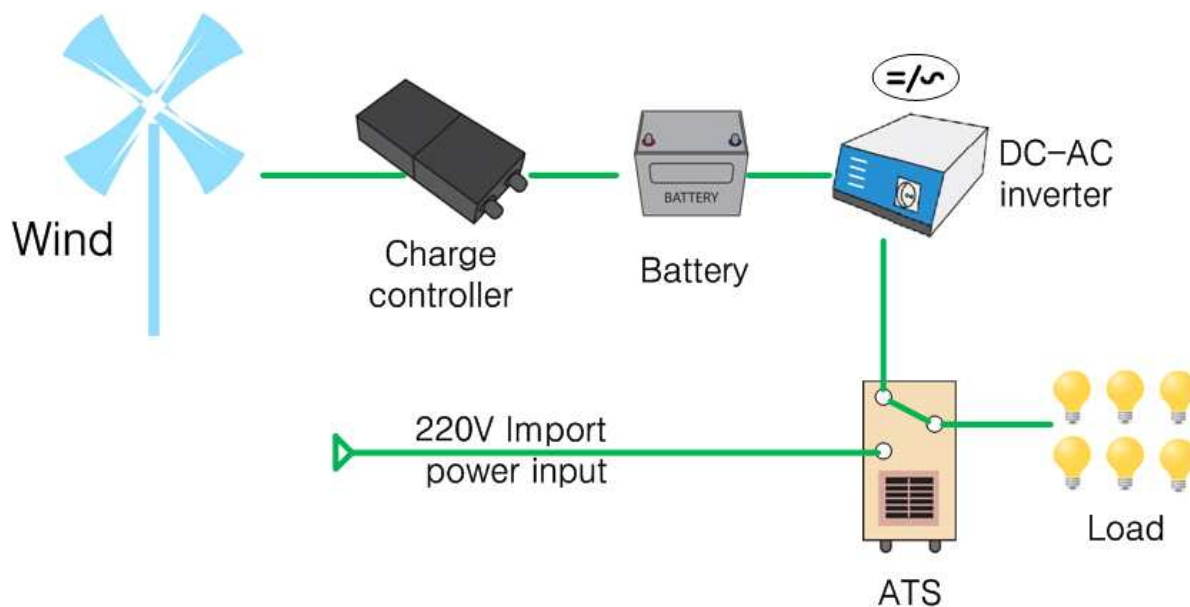 Wind
Charge
controller
BATTERY
Battery
=/∽
DC-AC
inverter
220V Import
power input
ATS
Load